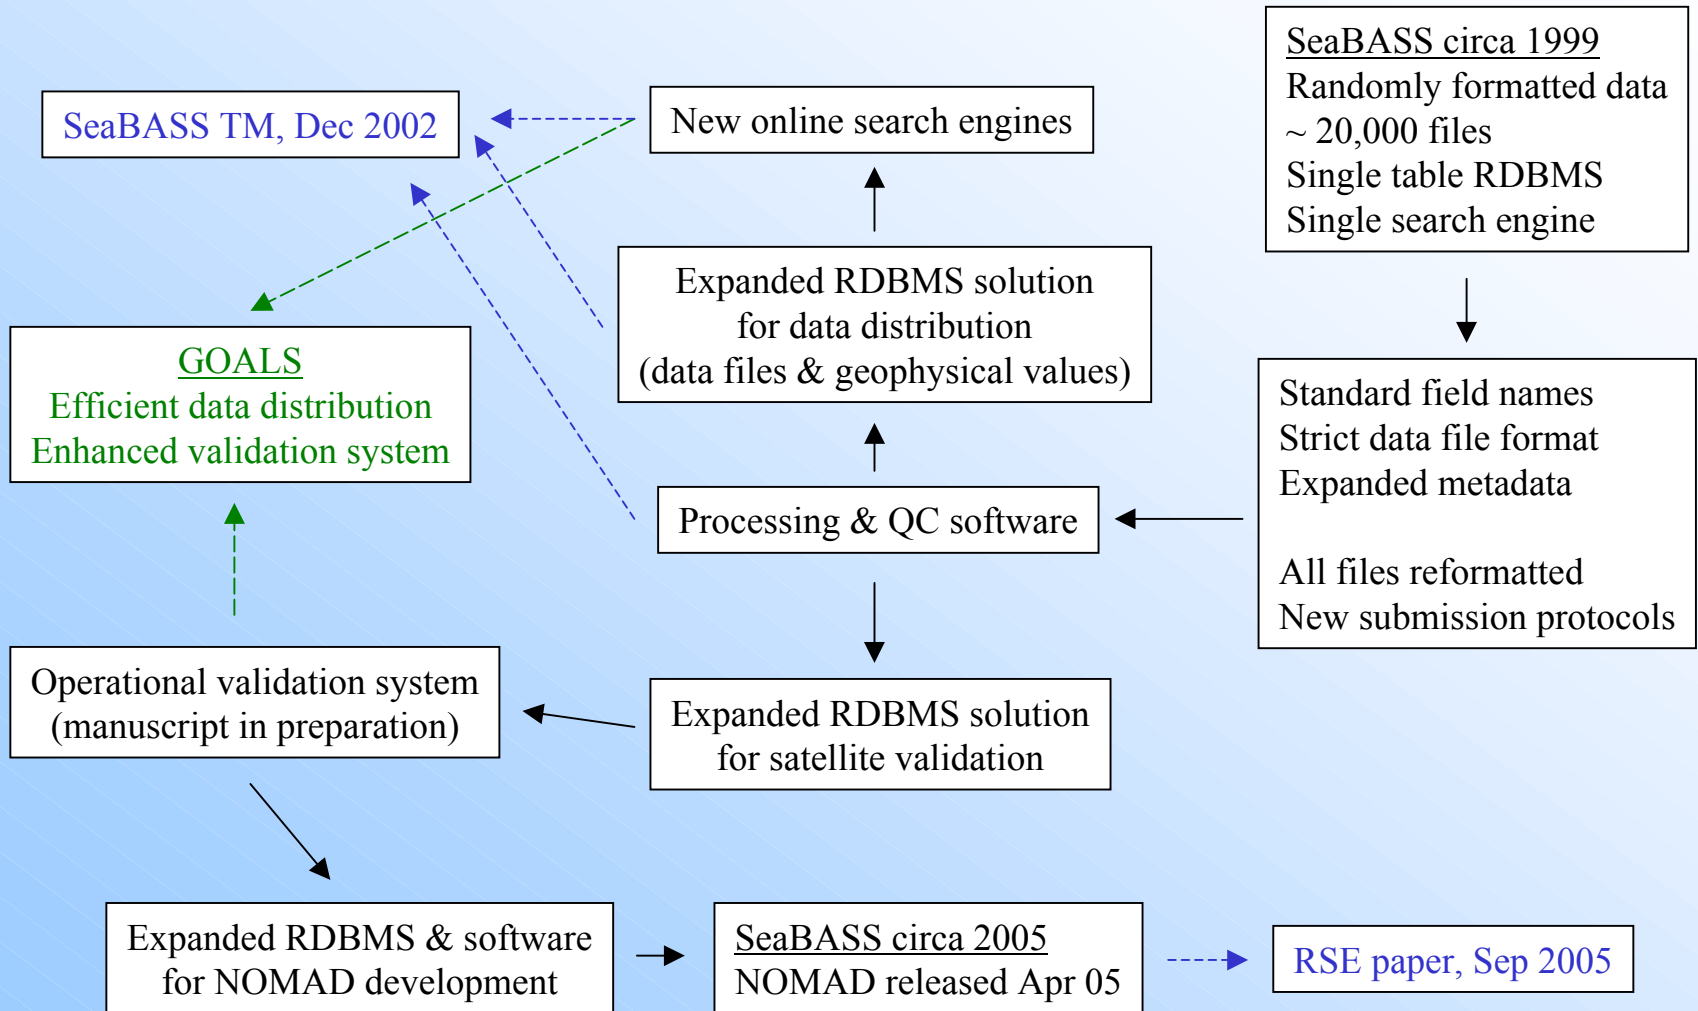 SeaBASS circa 1999
Randomly formatted data
~ 20,000 files
Single table RDBMS
Single search engine
SeaBASS TM, Dec 2002
New online search engines
Expanded RDBMS solution
for data distribution
(data files & geophysical values)
GOALS
Efficient data distribution
Enhanced validation system
Standard field names
Strict data file format
Expanded metadata
All files reformatted
New submission protocols
Processing & QC software
Operational validation system
(manuscript in preparation)
Expanded RDBMS solution
for satellite validation
Expanded RDBMS & software
for NOMAD development
SeaBASS circa 2005
NOMAD released Apr 05
RSE paper, Sep 2005